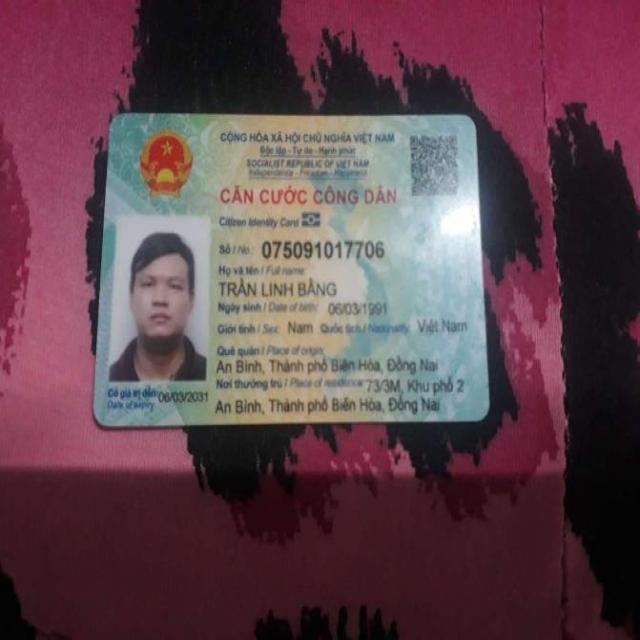 CỘNG HÒA XÃ HỘI CHỦ NGHĨA VIỆT NAM
Độc lập - Tự do - Hạnh phúc
SOCIALIST REPUBLIC OF VIET NAM
Independence - Freedom - Happiness
CĂN CƯỚC CÔNG DÂN
Citizen Identity Card
Số / No.: 075091017706
Họ và tên / Full name:
TRẦN LINH BẰNG
Ngày sinh / Date of birth: 06/03/1991
Giới tính / Sex: Nam Quốc tịch / Nationality: Việt Nam
Quê quán / Place of origin:
An Bình, Thành phố Biên Hòa, Đồng Nai
Nơi thường trú / Place of residence: 73/3M, Khu phố 2
An Bình, Thành phố Biên Hòa, Đồng Nai
Có giá trị đến: 06/03/2031
Date of expiry